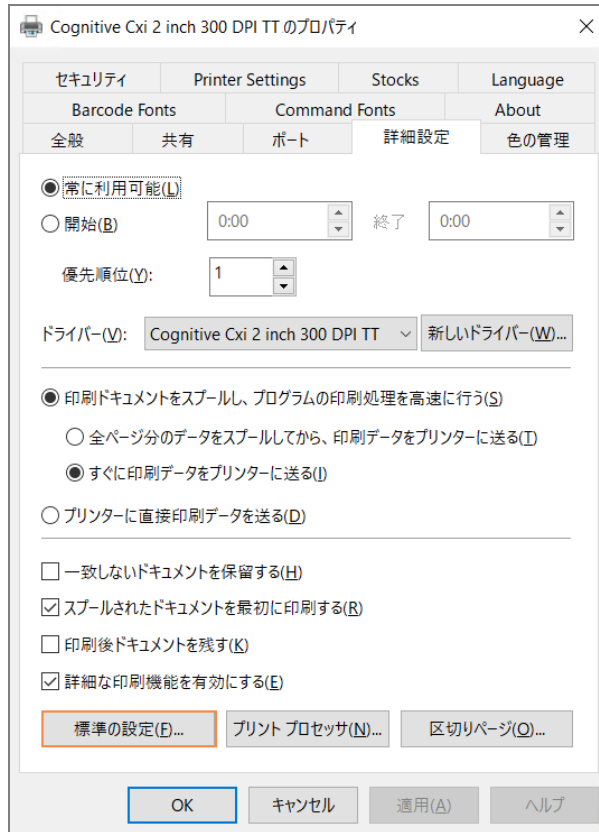 Cognitive Cxi 2 inch 300 DPI TT のプロパティ
セキュリティ Printer Settings Stocks Language
Barcode Fonts Command Fonts About
全般 共有 ポート 詳細設定 色の管理
常に利用可能(L)
開始(B) 0:00 終了 0:00
優先順位(Y): 1
ドライバー(V): Cognitive Cxi 2 inch 300 DPI TT 新しいドライバー(W)...
印刷ドキュメントをスプールし、プログラムの印刷処理を高速に行う(S)
全ページ分のデータをスプールしてから、印刷データをプリンターに送る(T)
すぐに印刷データをプリンターに送る(I)
プリンターに直接印刷データを送る(D)
一致しないドキュメントを保留する(H)
スプールされたドキュメントを最初に印刷する(R)
印刷後ドキュメントを残す(K)
詳細な印刷機能を有効にする(E)
標準の設定(F)... プリント プロセッサ(N)... 区切りページ(O)...
OK キャンセル 適用(A) ヘルプ